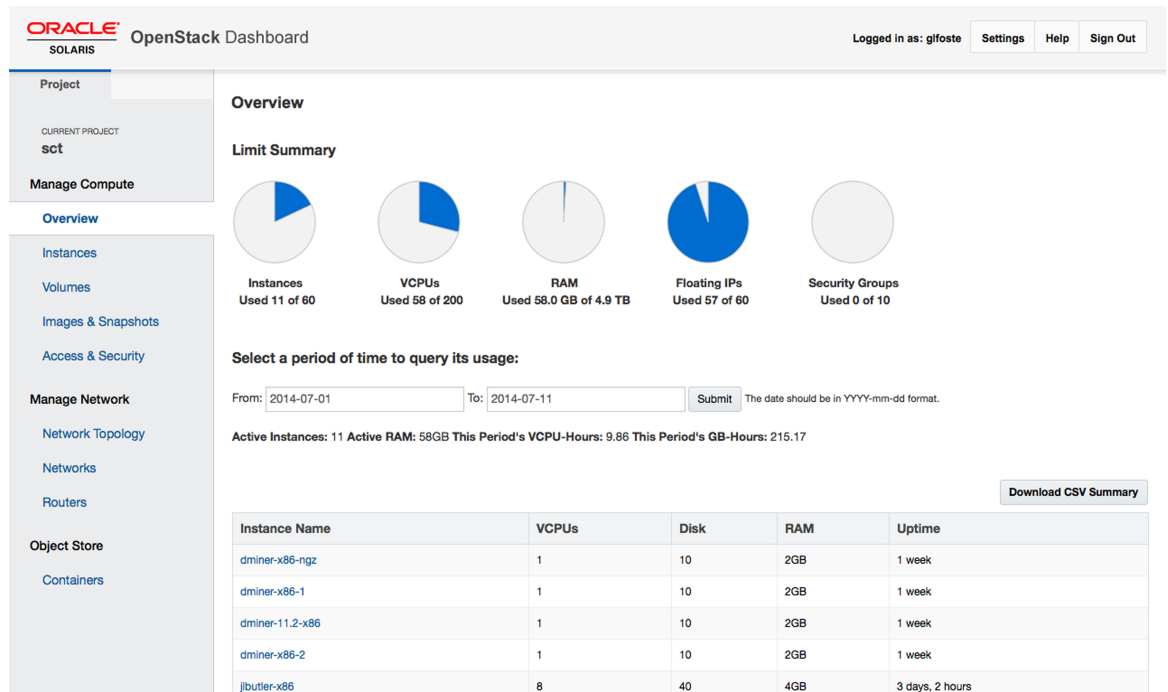 ORACLE
SOLARIS
OpenStack Dashboard
Logged in as: glfoste
Settings
Help
Sign Out
Project
CURRENT PROJECT
sct
Manage Compute
Overview
Instances
Volumes
Images & Snapshots
Access & Security
Manage Network
Network Topology
Networks
Routers
Object Store
Containers
Overview
Limit Summary
Instances
Used 11 of 60
VCPUs
Used 58 of 200
RAM
Used 58.0 GB of 4.9 TB
Floating IPs
Used 57 of 60
Security Groups
Used 0 of 10
Select a period of time to query its usage:
From: 2014-07-01 To: 2014-07-11 Submit The date should be in YYYY-mm-dd format.
Active Instances: 11 Active RAM: 58GB This Period's VCPU-Hours: 9.86 This Period's GB-Hours: 215.17
Download CSV Summary
Instance Name VCPUs Disk RAM Uptime
dminer-x86-ngz 1 10 2GB 1 week
dminer-x86-1 1 10 2GB 1 week
dminer-11.2-x86 1 10 2GB 1 week
dminer-x86-2 1 10 2GB 1 week
jlbutler-x86 8 40 4GB 3 days, 2 hours